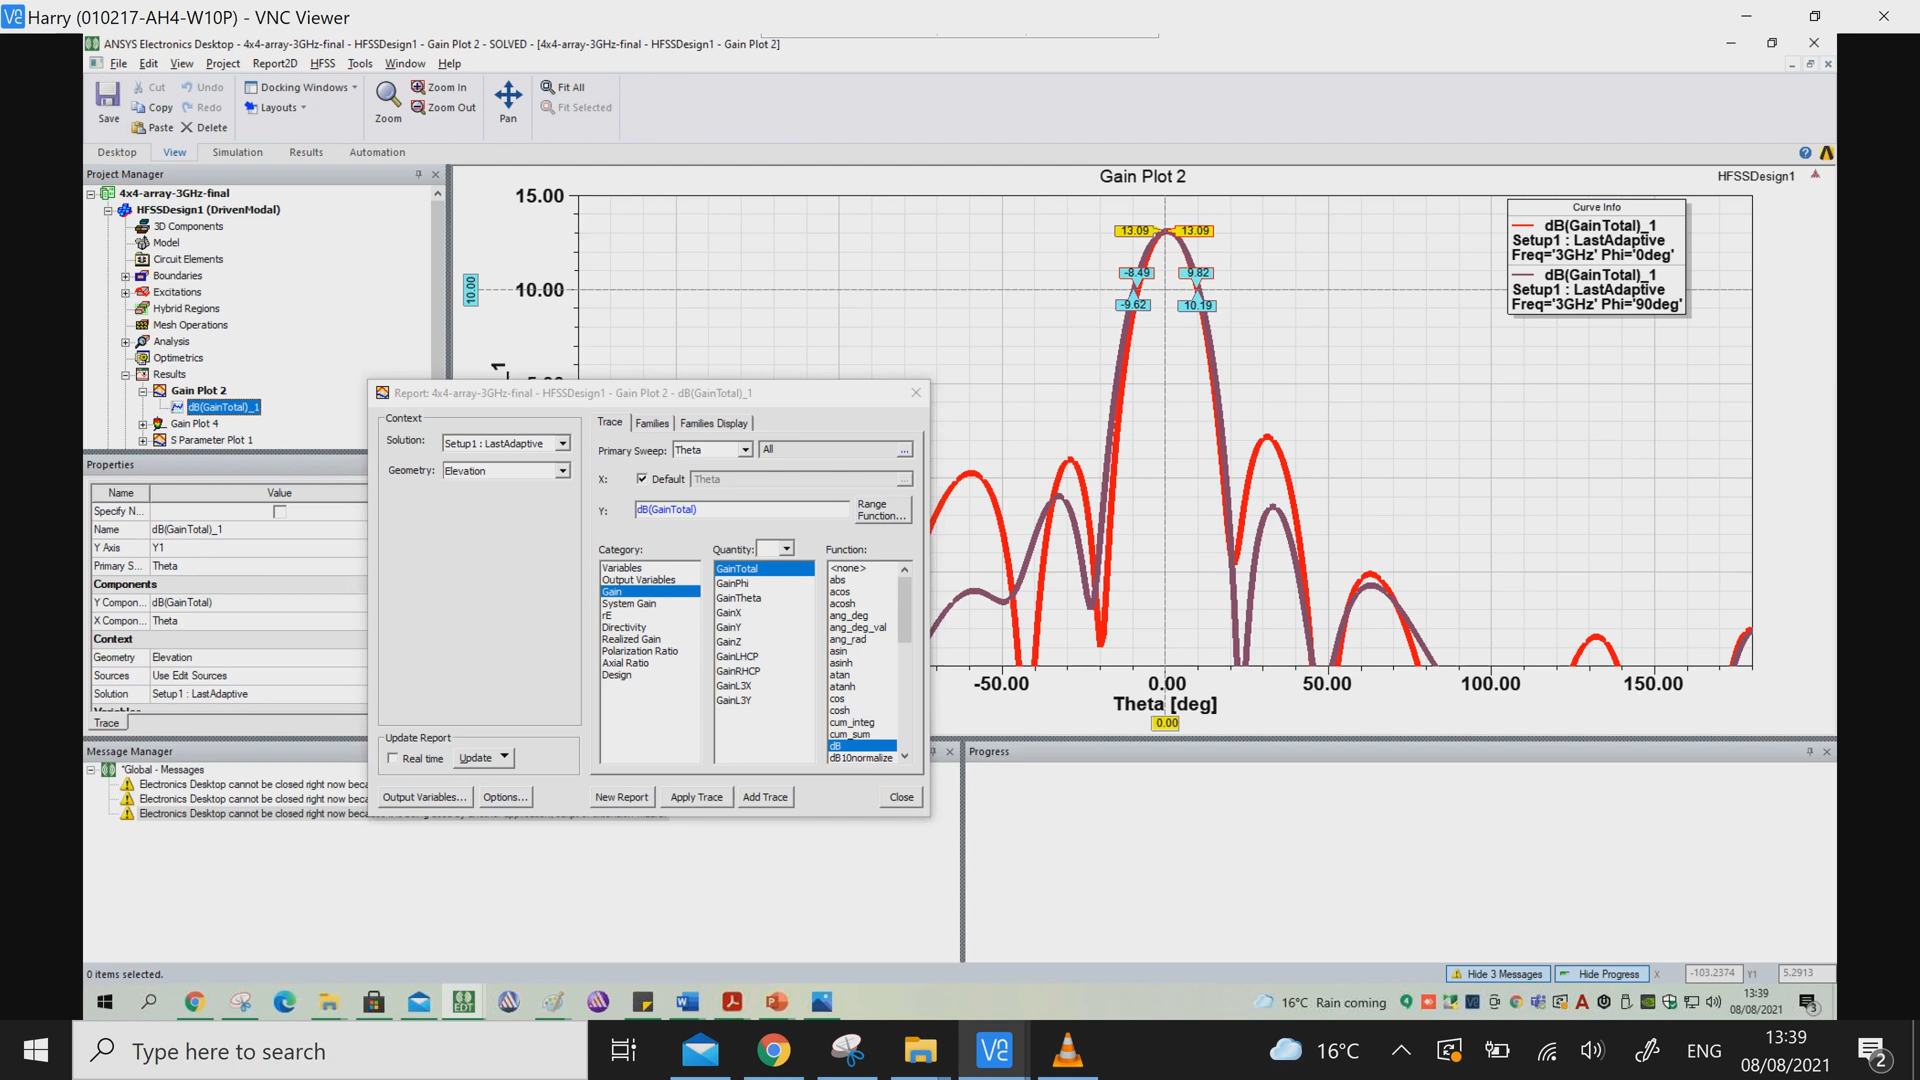 Harry (010217-AH4-W10P) - VNC Viewer
ANSYS Electronics Desktop - 4x4-array-3GHz-final - HFSSDesign1 - Gain Plot 2 - SOLVED - [4x4-array-3GHz-final - HFSSDesign1 - Gain Plot 2]
File Edit View Project Report2D HFSS Tools Window Help
Save
Cut Undo
Copy Redo
Paste Delete
Docking Windows
Layouts
Zoom
Zoom In
Zoom Out
Pan
Fit All
Fit Selected
Desktop View Simulation Results Automation
Project Manager
4x4-array-3GHz-final
HFSSDesign1 (DrivenModal)
3D Components
Model
Circuit Elements
Boundaries
Excitations
Hybrid Regions
Mesh Operations
Analysis
Optimetrics
Results
Gain Plot 2
dB(GainTotal)_1
Gain Plot 4
S Parameter Plot 1
Properties
Name Value
Specify N...
Name dB(GainTotal)_1
Y Axis Y1
Primary S... Theta
Components
Y Compon... dB(GainTotal)
X Compon... Theta
Context
Geometry Elevation
Sources Use Edit Sources
Solution Setup1 : LastAdaptive
Trace
Gain Plot 2
HFSSDesign1
15.00
10.00
10.00
13.09 13.09
-8.49 9.82
-9.62 10.19
Curve Info
dB(GainTotal)_1
Setup1 : LastAdaptive
Freq='3GHz' Phi='0deg'
dB(GainTotal)_1
Setup1 : LastAdaptive
Freq='3GHz' Phi='90deg'
-50.00 0.00 50.00 100.00 150.00
Theta [deg]
0.00
Report: 4x4-array-3GHz-final - HFSSDesign1 - Gain Plot 2 - dB(GainTotal)_1
Context
Solution: Setup1 : LastAdaptive
Geometry: Elevation
Update Report
Real time Update
Output Variables... Options...
Trace Families Families Display
Primary Sweep: Theta All ...
X: Default Theta ...
Y: dB(GainTotal) Range Function...
Category:
Variables
Output Variables
Gain
System Gain
rE
Directivity
Realized Gain
Polarization Ratio
Axial Ratio
Design
Quantity:
GainTotal
GainPhi
GainTheta
GainX
GainY
GainZ
GainLHCP
GainRHCP
GainL3X
GainL3Y
Function:
<none>
abs
acos
acosh
ang_deg
ang_deg_val
ang_rad
asin
asinh
atan
atanh
cos
cosh
cum_integ
cum_sum
dB
dB10normalize
New Report Apply Trace Add Trace Close
Message Manager
*Global - Messages
Electronics Desktop cannot be closed right now beca
Electronics Desktop cannot be closed right now beca
Electronics Desktop cannot be closed right now beca
Progress
0 items selected.
Hide 3 Messages Hide Progress X -103.2374 Y1 5.2913
16°C Rain coming
13:39
08/08/2021
3
Type here to search
16°C
ENG
13:39
08/08/2021
2